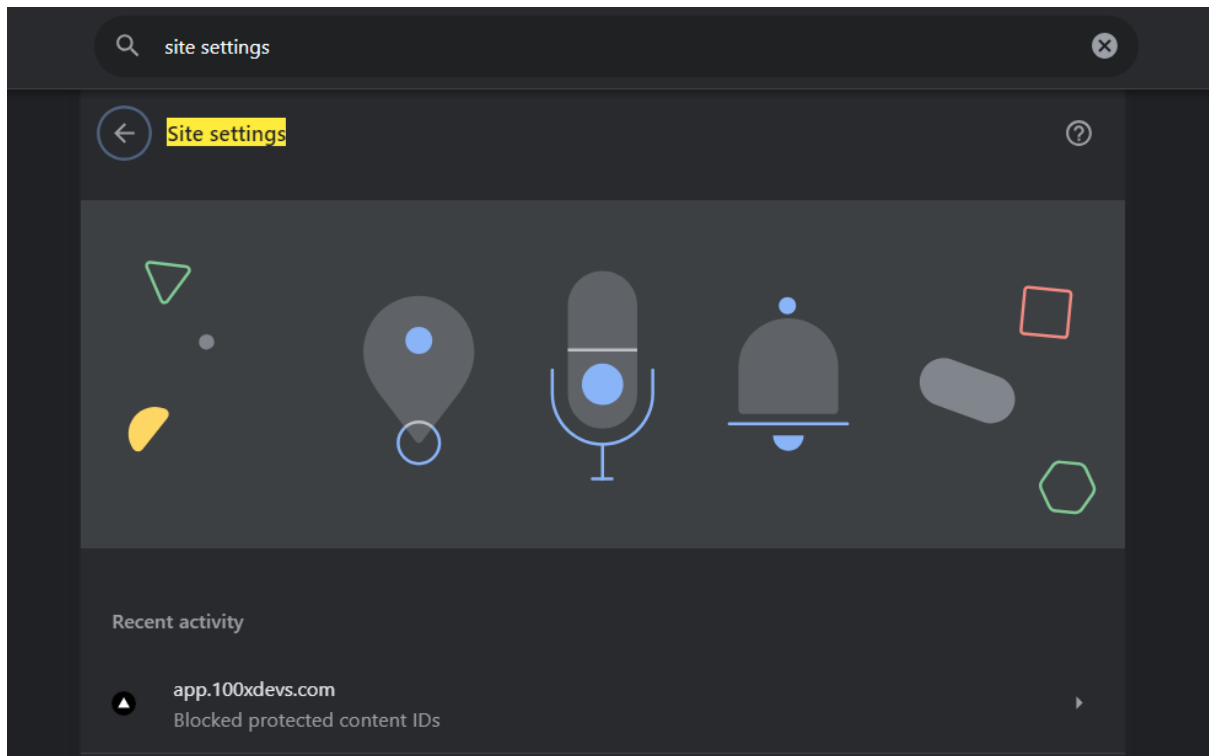 site settings
Site settings
Recent activity
app.100xdevs.com
Blocked protected content IDs